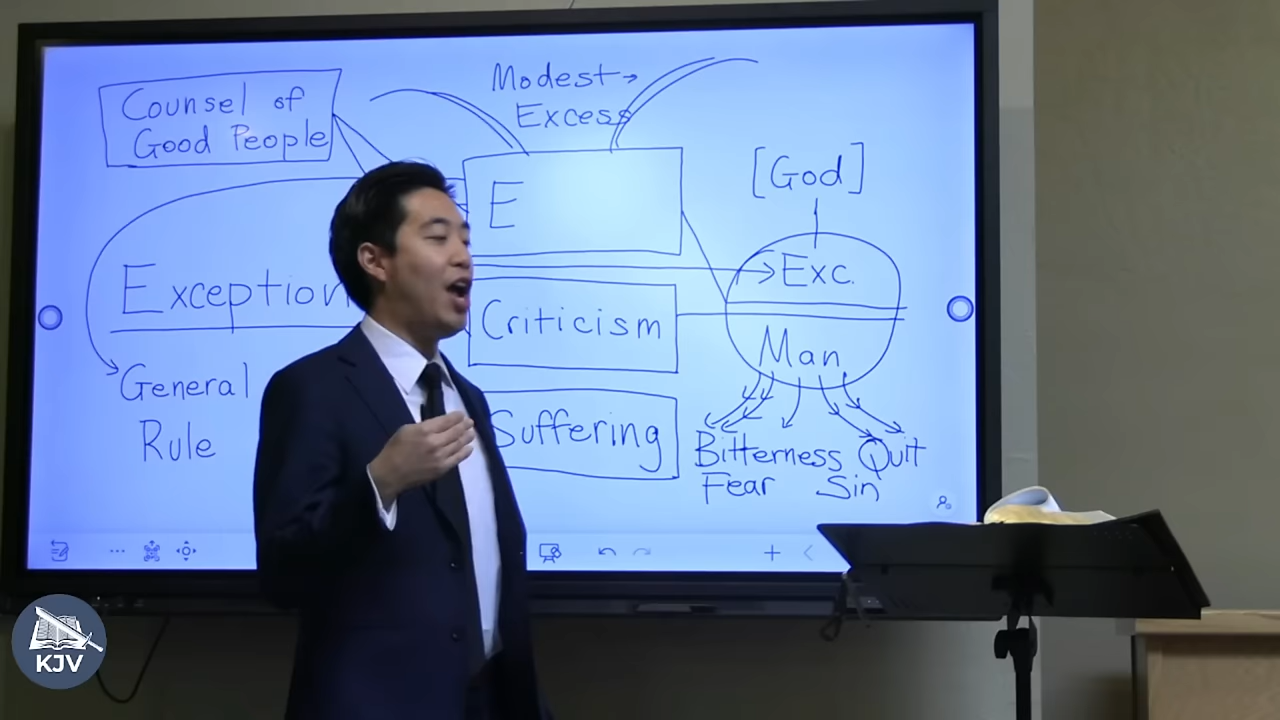 Counsel of
Good People
Modest→
Excess
[God]
E
Exception
→Exc.
Criticism
Man
General
Rule
Suffering
Bitterness Quit
Fear Sin
KJV